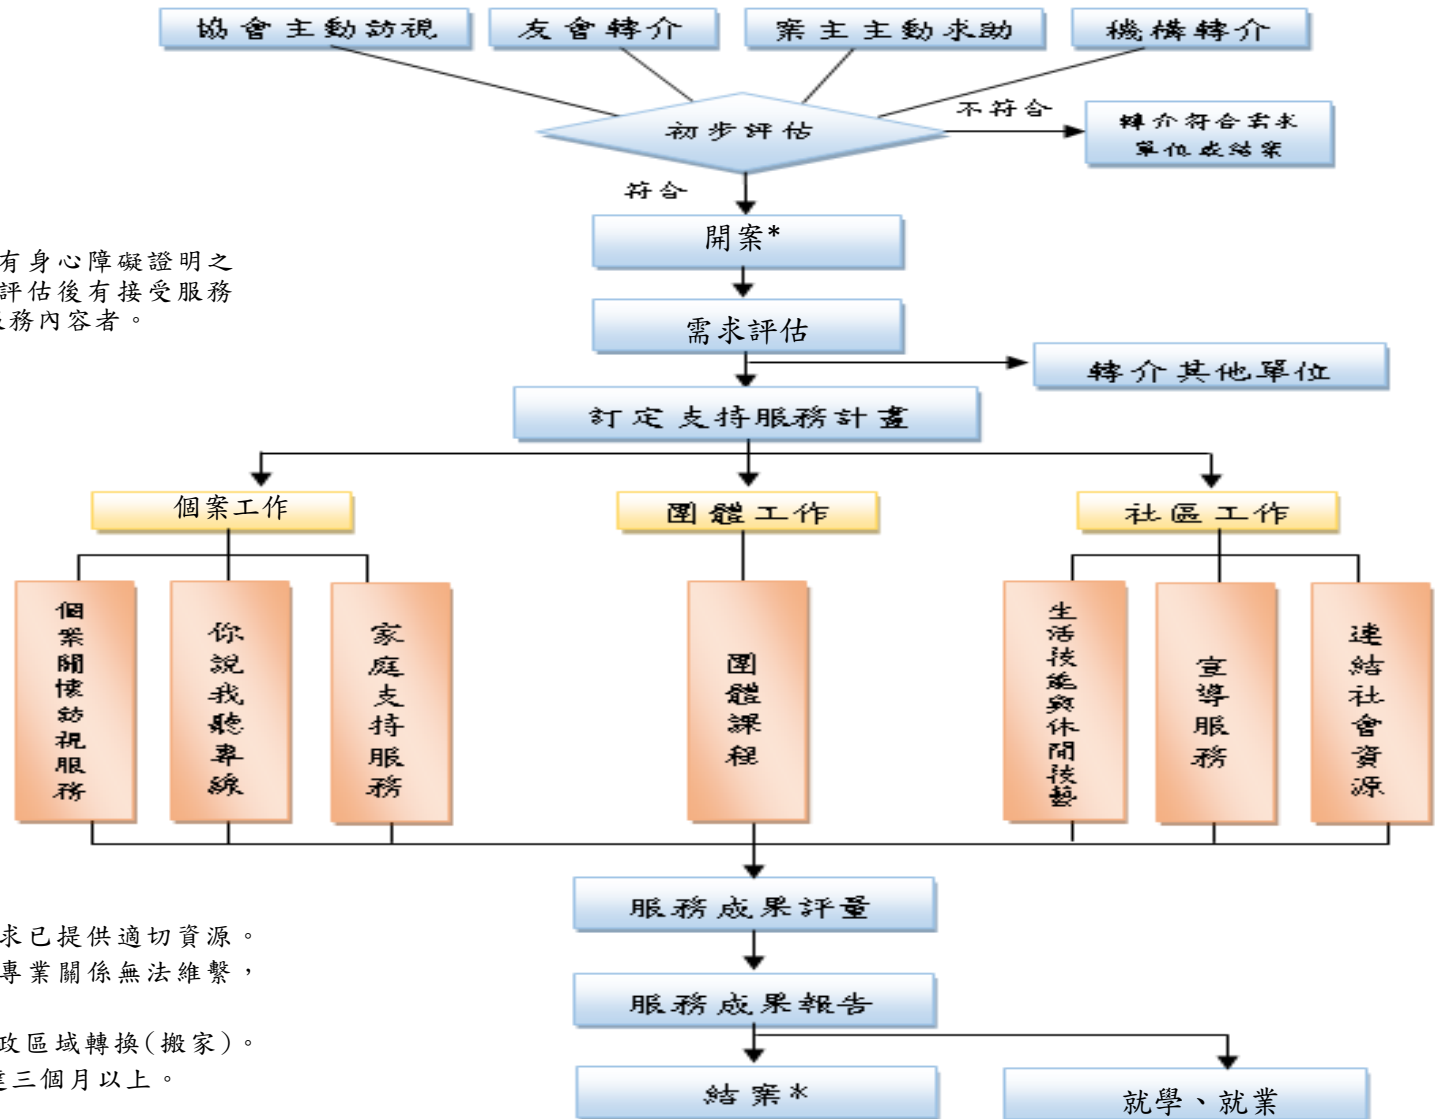 協會主動訪視
友會轉介
案主主動求助
機構轉介
初步評估
不符合
轉介符合需求
單位或結案
符合
開案*
有身心障礙證明之
評估後有接受服務
服務內容者。
需求評估
轉介其他單位
訂定支持服務計畫
個案工作
團體工作
社區工作
個案關懷訪視服務
你說我聽專線
家庭支持服務
團體課程
生活技能與休閒技藝
宣導服務
連結社會資源
服務成果評量
求已提供適切資源。
專業關係無法維繫，
服務成果報告
政區域轉換(搬家)。
達三個月以上。
結案*
就學、就業